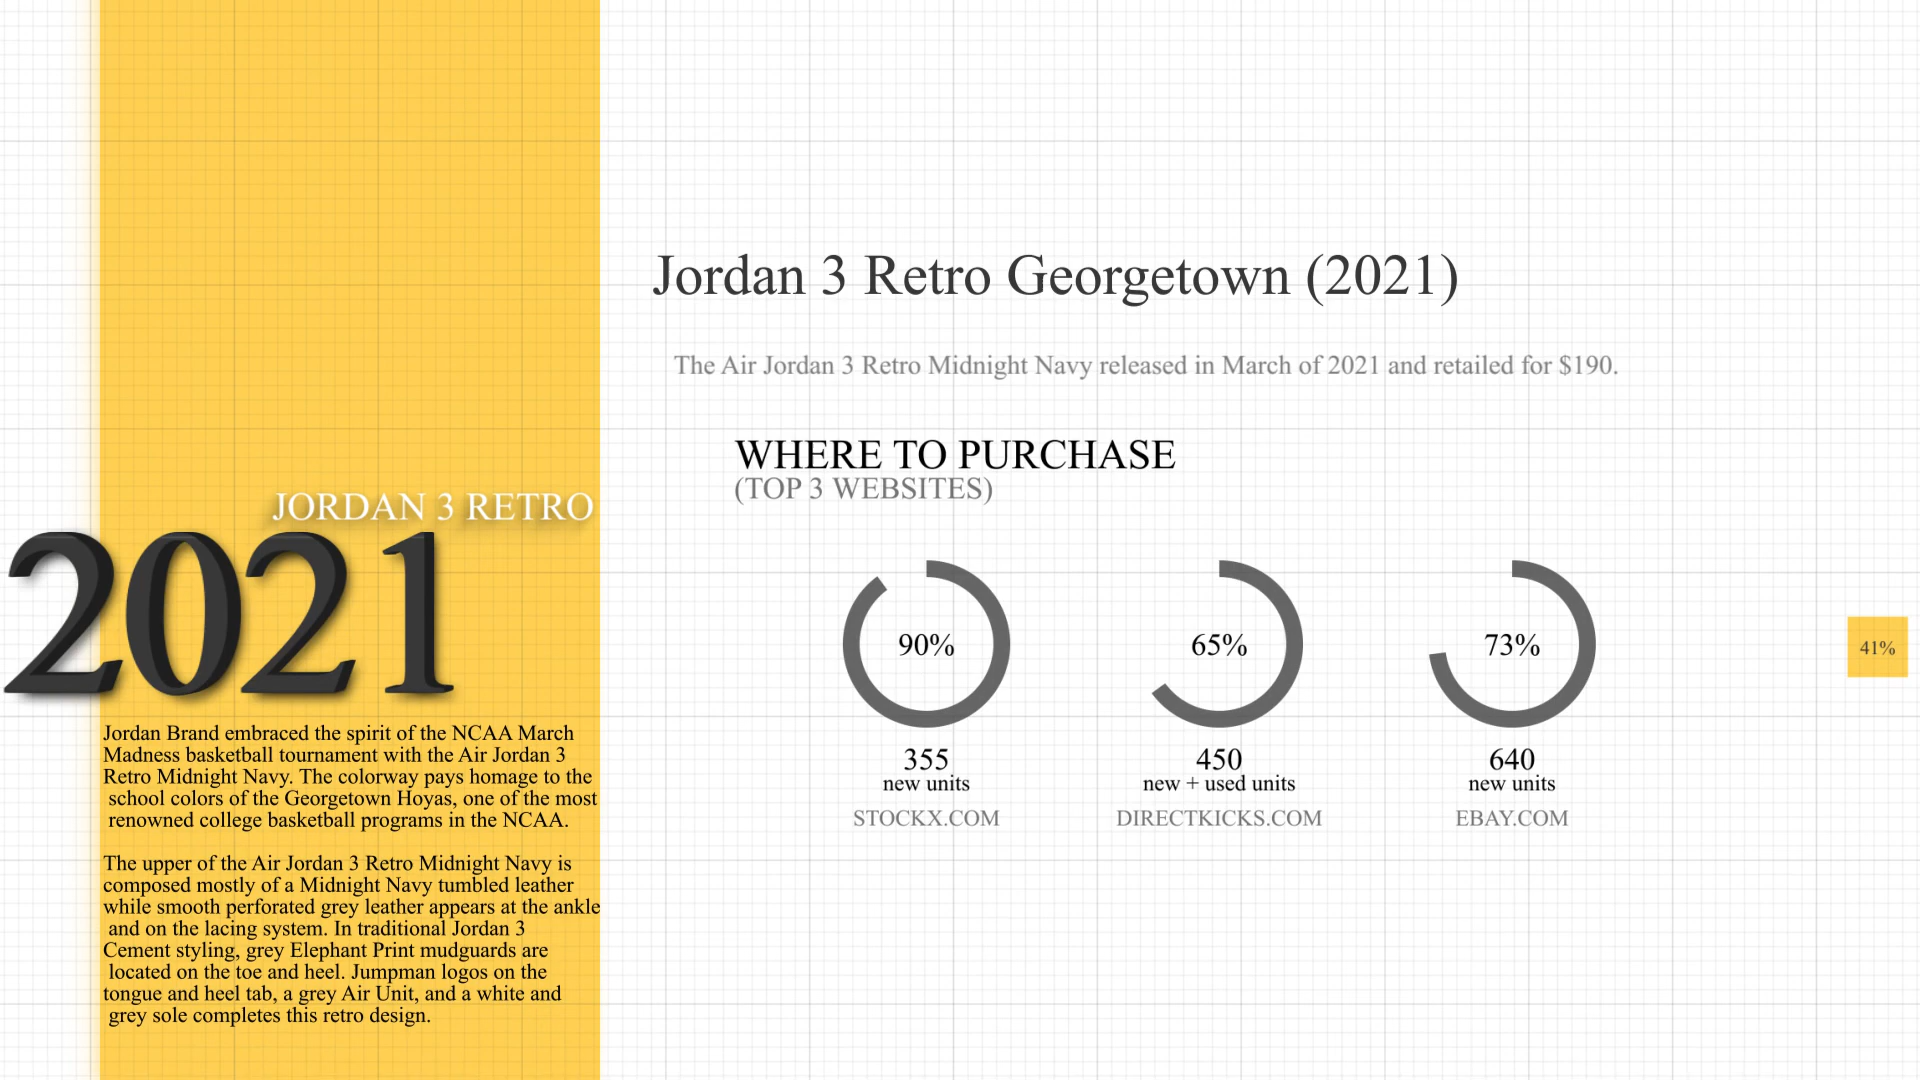 Jordan 3 Retro Georgetown (2021)
The Air Jordan 3 Retro Midnight Navy released in March of 2021 and retailed for $190.
WHERE TO PURCHASE
(TOP 3 WEBSITES)
JORDAN 3 RETRO
2021
Jordan Brand embraced the spirit of the NCAA March
Madness basketball tournament with the Air Jordan 3
Retro Midnight Navy. The colorway pays homage to the
school colors of the Georgetown Hoyas, one of the most
renowned college basketball programs in the NCAA.
The upper of the Air Jordan 3 Retro Midnight Navy is
composed mostly of a Midnight Navy tumbled leather
while smooth perforated grey leather appears at the ankle
and on the lacing system. In traditional Jordan 3
Cement styling, grey Elephant Print mudguards are
located on the toe and heel. Jumpman logos on the
tongue and heel tab, a grey Air Unit, and a white and
grey sole completes this retro design.
90%
355
new units
STOCKX.COM
65%
450
new + used units
DIRECTKICKS.COM
73%
640
new units
EBAY.COM
41%